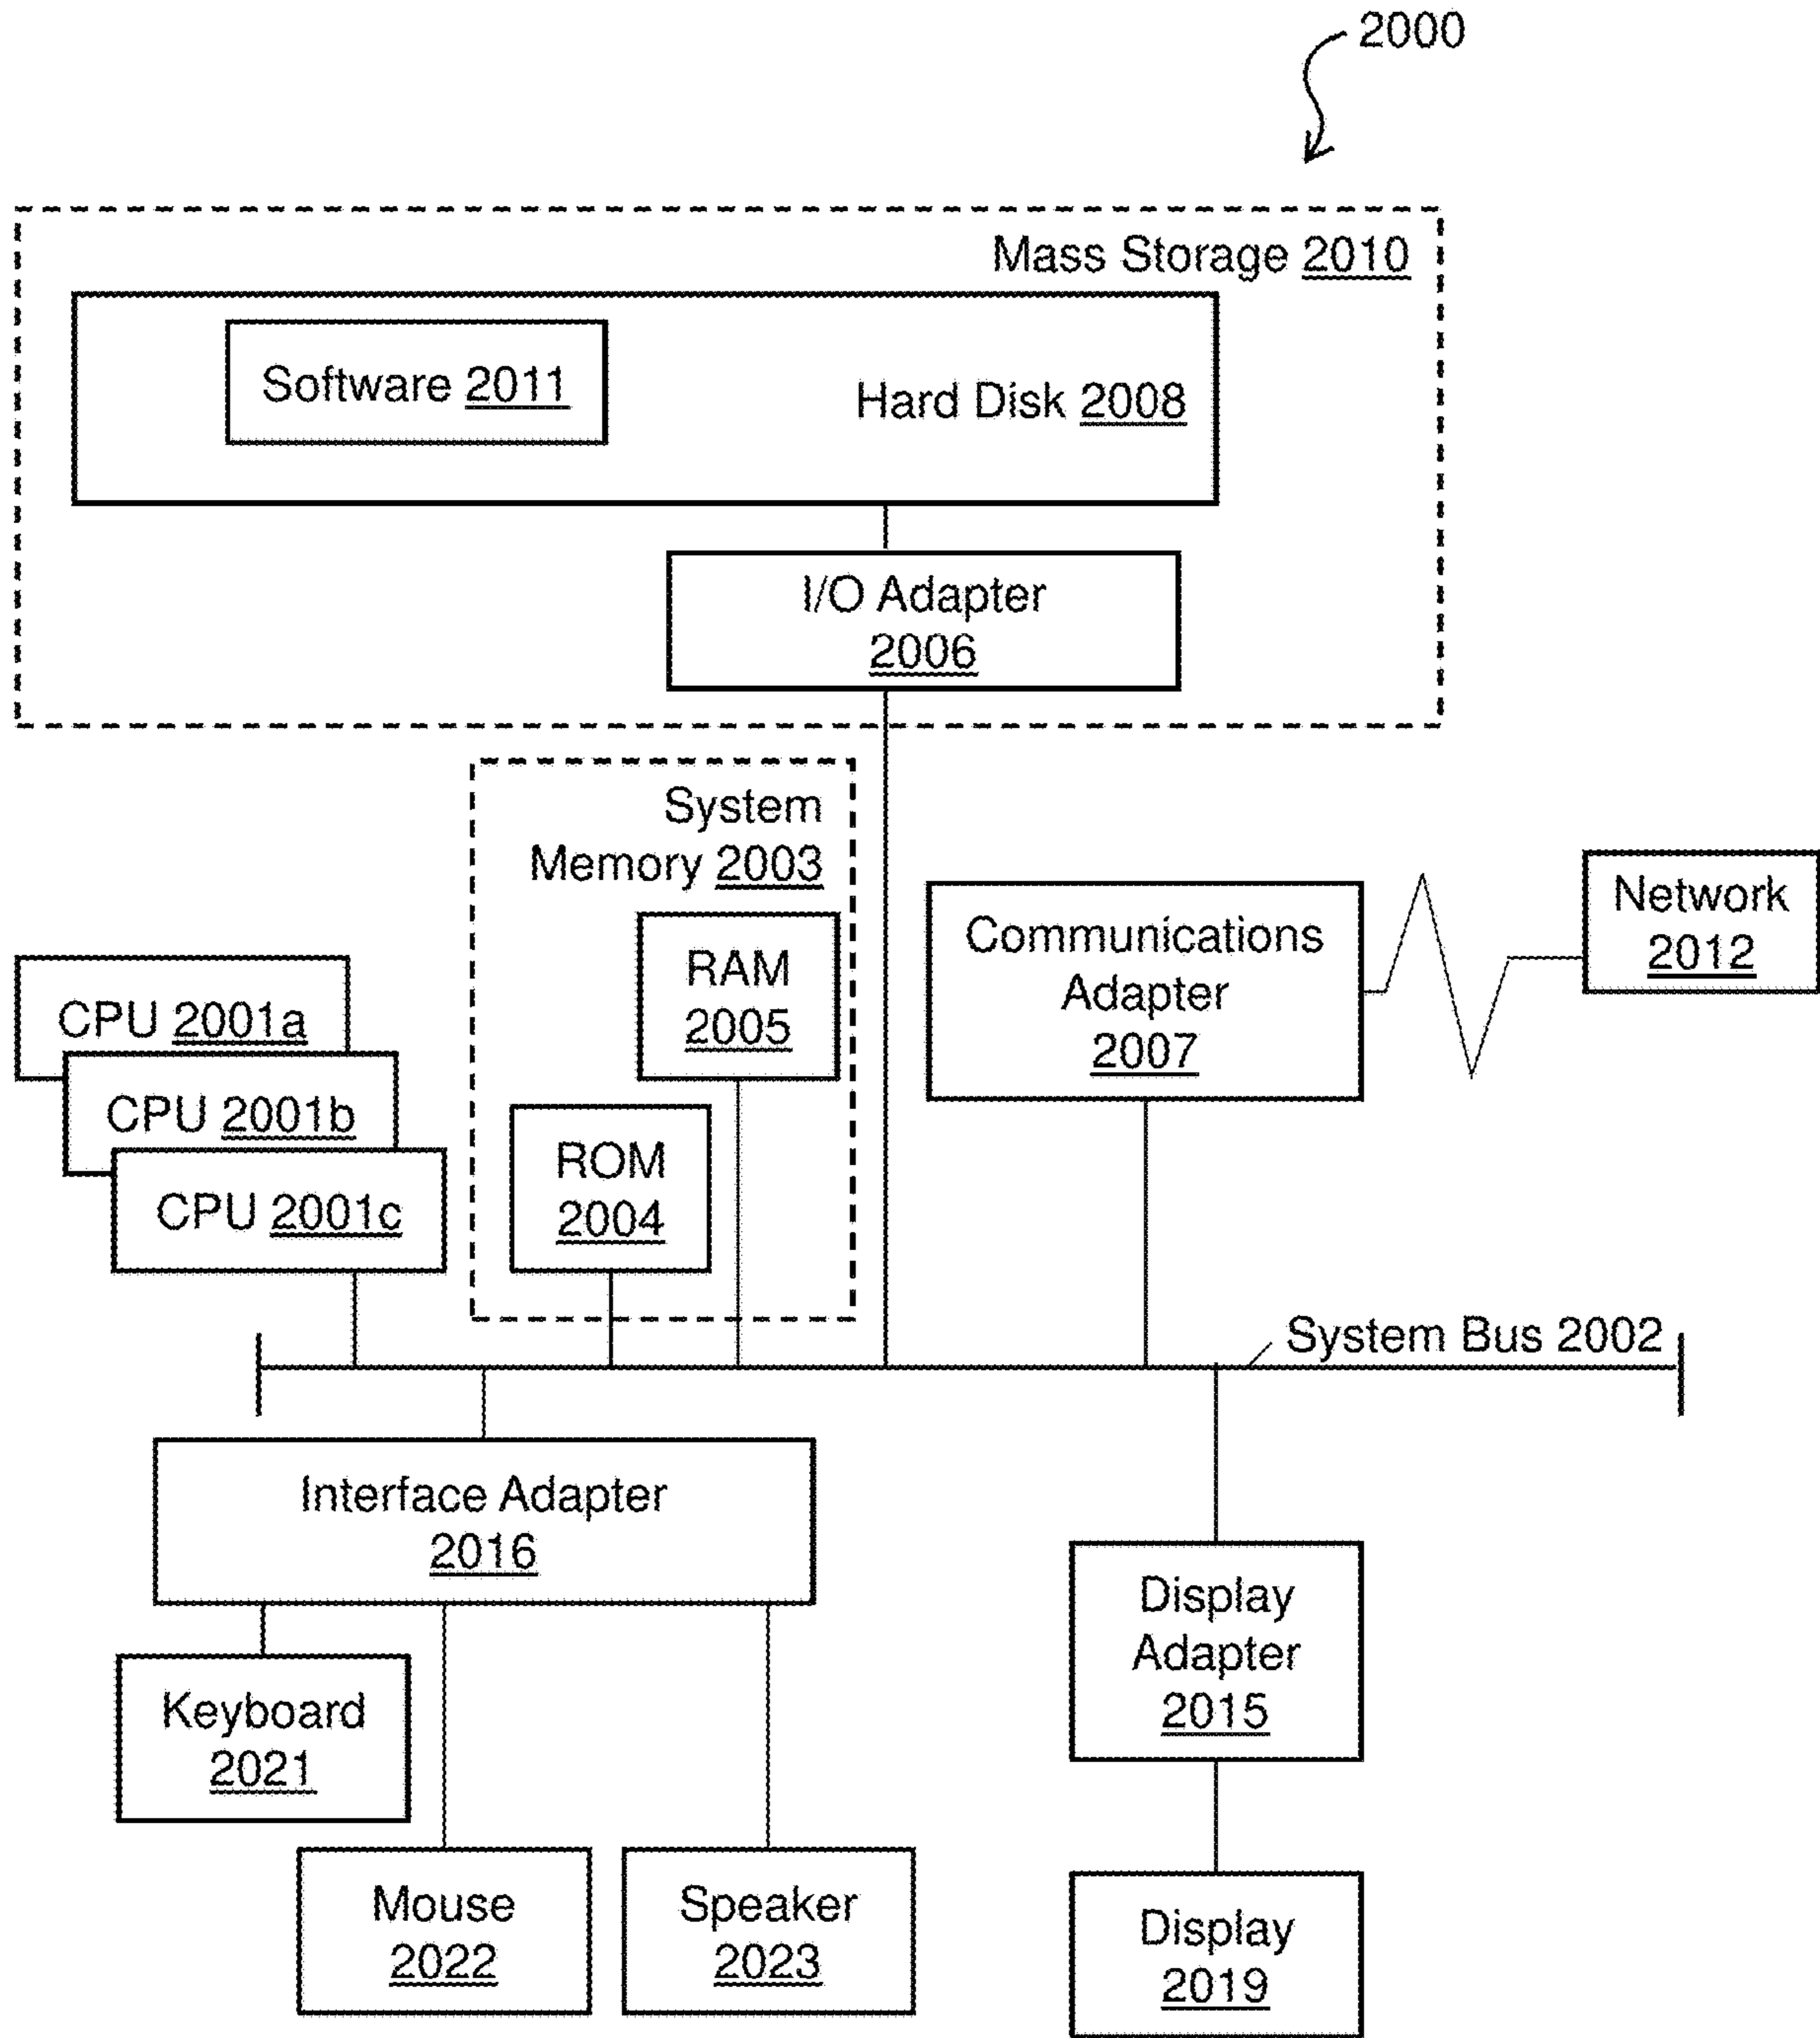 2000
Mass Storage 2010
Software 2011
Hard Disk 2008
I/O Adapter
2006
System
Memory 2003
RAM
2005
ROM
2004
CPU 2001a
CPU 2001b
CPU 2001c
Communications
Adapter
2007
Network
2012
System Bus 2002
Interface Adapter
2016
Keyboard
2021
Mouse
2022
Speaker
2023
Display
Adapter
2015
Display
2019